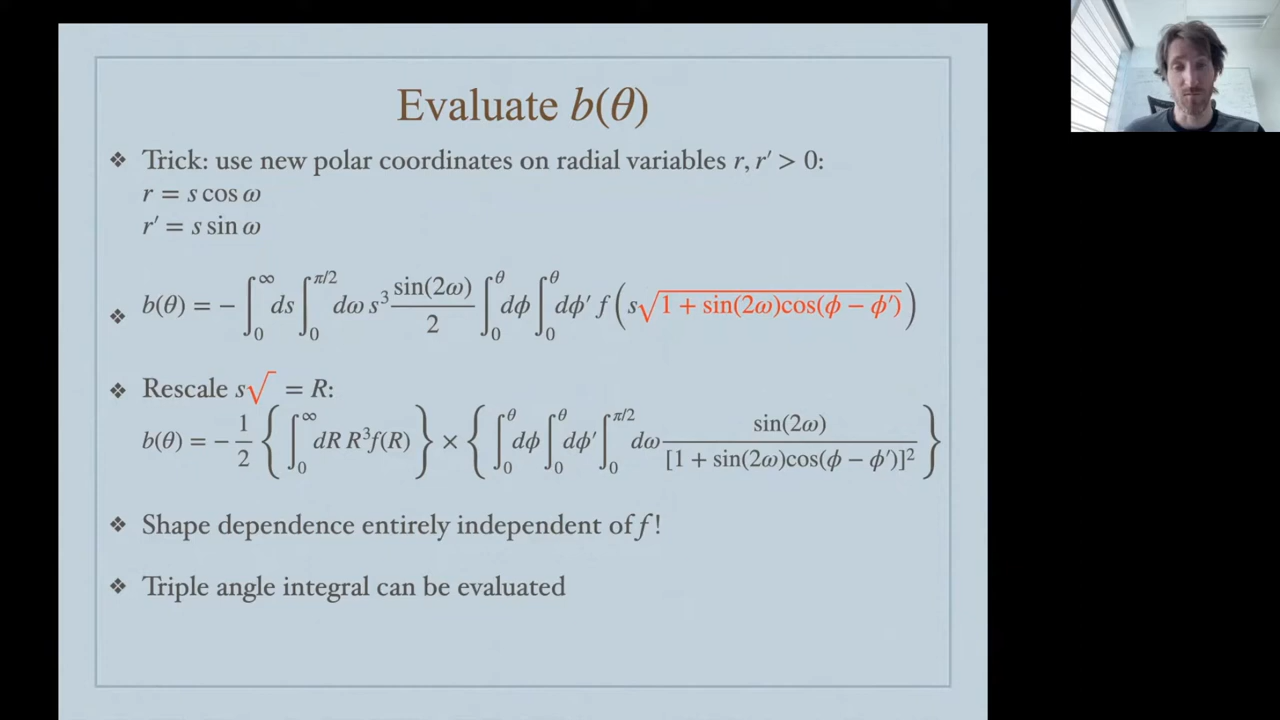 Evaluate b(θ)
❖ Trick: use new polar coordinates on radial variables r, r′ > 0:
r = s cos ω
r′ = s sin ω
❖ b(θ) = − ∫₀^∞ ds ∫₀^{π/2} dω s³ sin(2ω)/2 ∫₀^θ dϕ ∫₀^θ dϕ′ f(s√(1 + sin(2ω)cos(ϕ − ϕ′)))
❖ Rescale s√ = R:
b(θ) = − 1/2 { ∫₀^∞ dR R³f(R) } × { ∫₀^θ dϕ ∫₀^θ dϕ′ ∫₀^{π/2} dω sin(2ω)/[1 + sin(2ω)cos(ϕ − ϕ′)]² }
❖ Shape dependence entirely independent of f!
❖ Triple angle integral can be evaluated